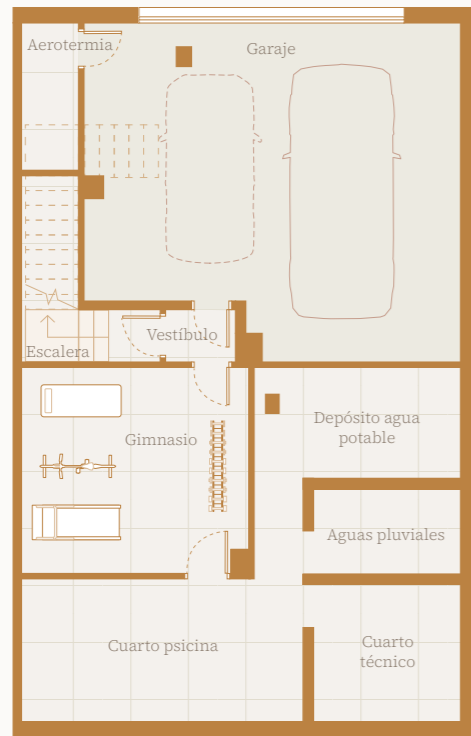 Aerotermia
Garaje
Vestíbulo
Escalera
Gimnasio
Depósito agua
potable
Aguas pluviales
Cuarto psicina
Cuarto
técnico